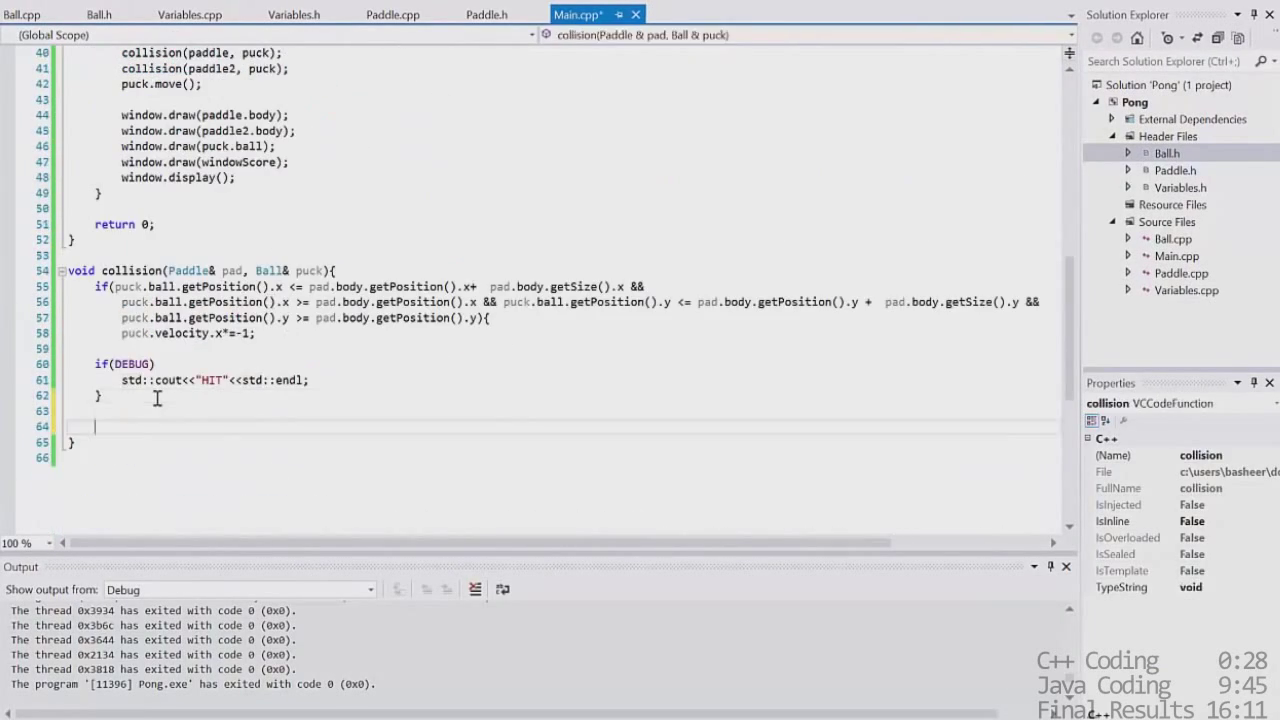 Ball.cpp Ball.h Variables.cpp Variables.h Paddle.cpp Paddle.h Main.cpp*
Solution Explorer
(Global Scope) collision(Paddle & pad, Ball & puck)
Search Solution Explorer (Ctrl+;)
40 collision(paddle, puck);
41 collision(paddle2, puck);
42 puck.move();
43
44 window.draw(paddle.body);
45 window.draw(paddle2.body);
46 window.draw(puck.ball);
47 window.draw(windowScore);
48 window.display();
49 }
50
51 return 0;
52 }
53
54 void collision(Paddle& pad, Ball& puck){
55 if(puck.ball.getPosition().x <= pad.body.getPosition().x+  pad.body.getSize().x &&
56 puck.ball.getPosition().x >= pad.body.getPosition().x && puck.ball.getPosition().y <= pad.body.getPosition().y +  pad.body.getSize().y &&
57 puck.ball.getPosition().y >= pad.body.getPosition().y){
58 puck.velocity.x*=-1;
59
60 if(DEBUG)
61 std::cout<<"HIT"<<std::endl;
62 }
63
64
65 }
66
100 %
Solution 'Pong' (1 project)
Pong
External Dependencies
Header Files
Ball.h
Paddle.h
Variables.h
Resource Files
Source Files
Ball.cpp
Main.cpp
Paddle.cpp
Variables.cpp
Properties
collision VCCodeFunction
C++
(Name) collision
File c:\users\basheer\do
FullName collision
IsInjected False
IsInline False
IsOverloaded False
IsSealed False
IsTemplate False
TypeString void
C++
Output
Show output from: Debug
The thread 0x3934 has exited with code 0 (0x0).
The thread 0x3b6c has exited with code 0 (0x0).
The thread 0x3644 has exited with code 0 (0x0).
The thread 0x2134 has exited with code 0 (0x0).
The thread 0x3818 has exited with code 0 (0x0).
The program '[11396] Pong.exe' has exited with code 0 (0x0).
C++ Coding 0:28
Java Coding 9:45
Final Results 16:11